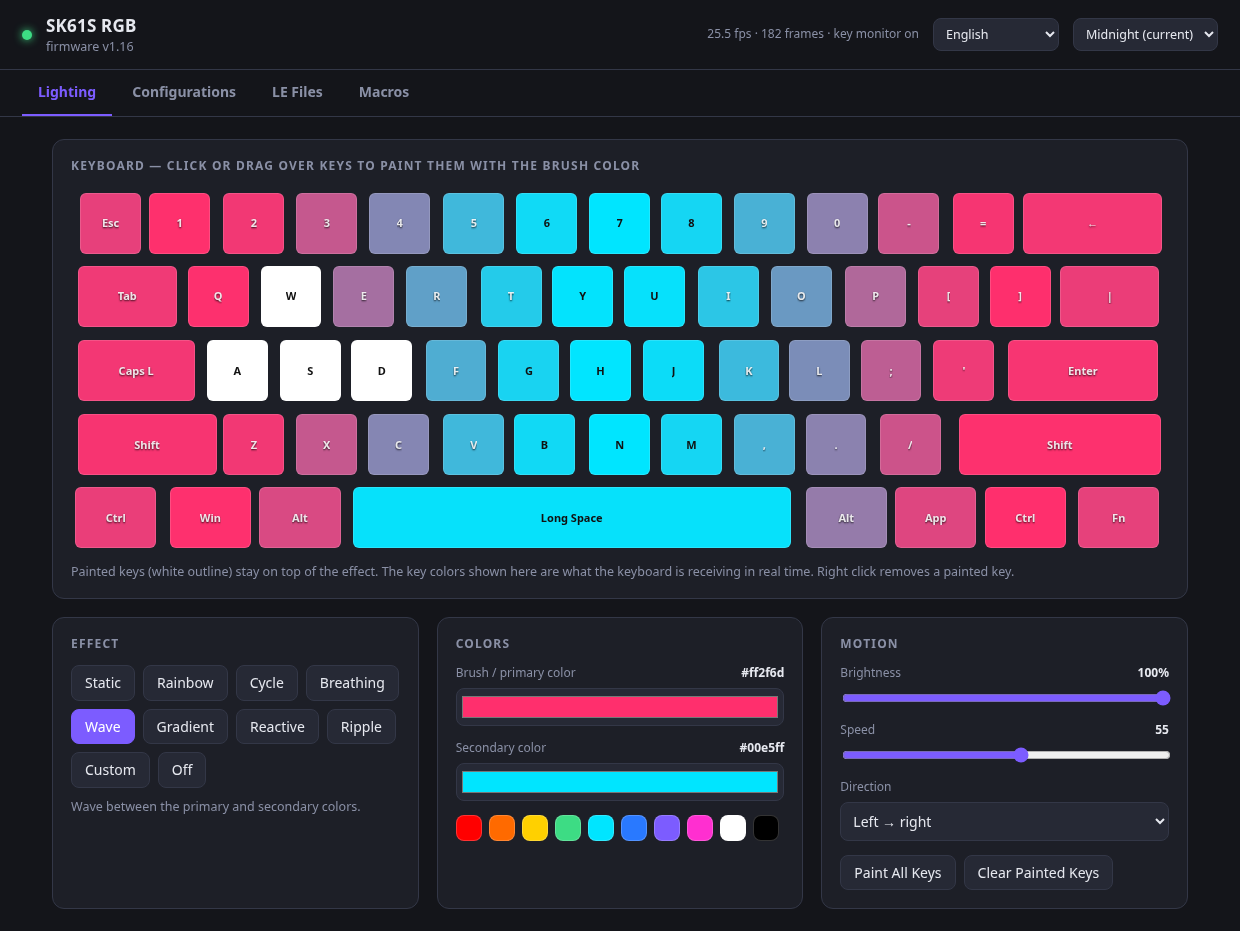 SK61S RGB
firmware v1.16
25.5 fps · 182 frames · key monitor on
English
Midnight (current)
Lighting Configurations LE Files Macros
KEYBOARD — CLICK OR DRAG OVER KEYS TO PAINT THEM WITH THE BRUSH COLOR
Esc 1 2 3 4 5 6 7 8 9 0 - = ←
Tab Q W E R T Y U I O P [ ] |
Caps L A S D F G H J K L ; ' Enter
Shift Z X C V B N M , . / Shift
Ctrl Win Alt Long Space Alt App Ctrl Fn
Painted keys (white outline) stay on top of the effect. The key colors shown here are what the keyboard is receiving in real time. Right click removes a painted key.
EFFECT
Static Rainbow Cycle Breathing
Wave Gradient Reactive Ripple
Custom Off
Wave between the primary and secondary colors.
COLORS
Brush / primary color #ff2f6d
Secondary color #00e5ff
MOTION
Brightness 100%
Speed 55
Direction
Left → right
Paint All Keys Clear Painted Keys